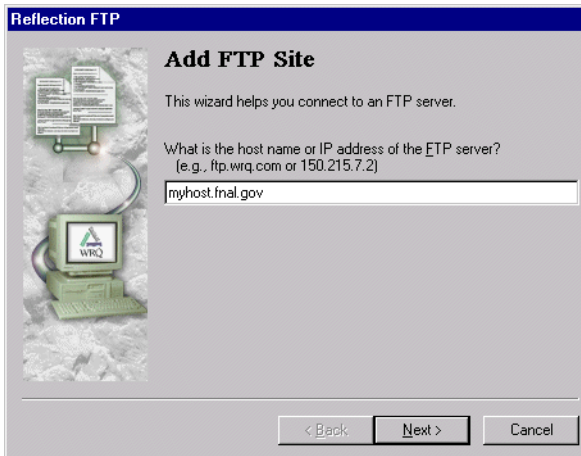 Reflection FTP
Add FTP Site
This wizard helps you connect to an FTP server.
What is the host name or IP address of the FTP server?
(e.g., ftp.wrq.com or 150.215.7.2)
myhost.fnal.gov
WRQ
< Back
Next >
Cancel